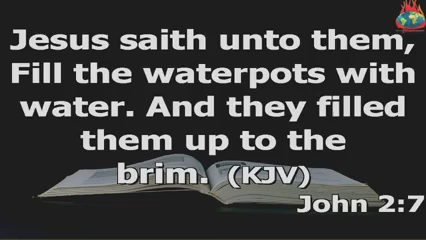 Jesus saith unto them,
Fill the waterpots with
water. And they filled
them up to the
brim. (KJV)
John 2:7